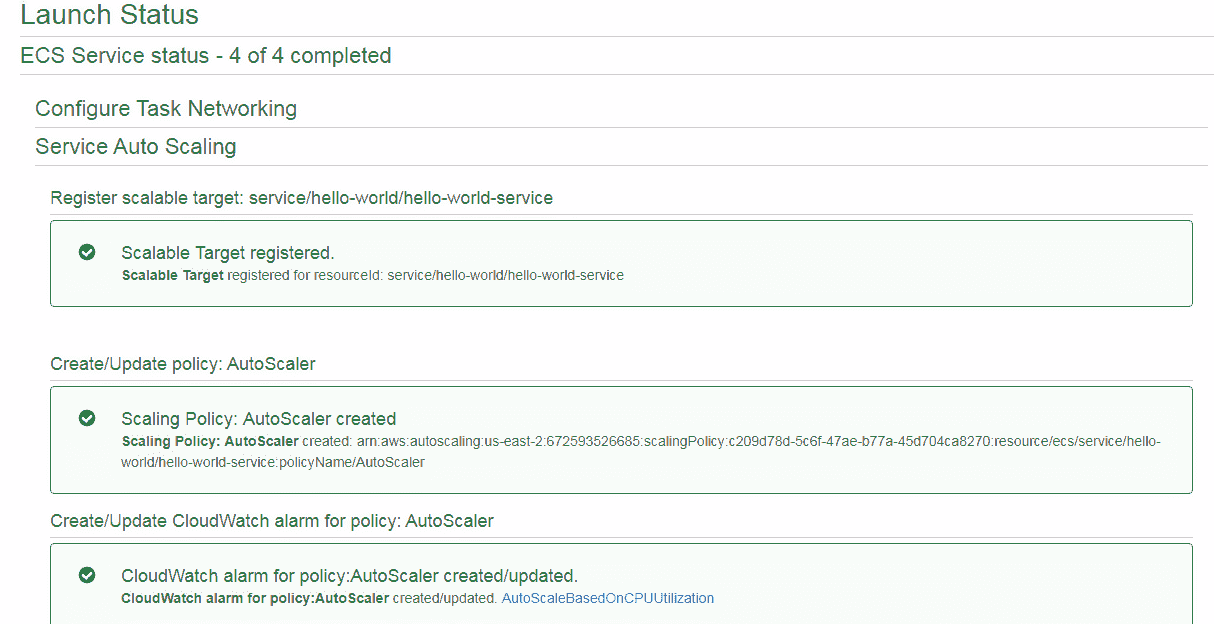 Launch Status
ECS Service status - 4 of 4 completed
Configure Task Networking
Service Auto Scaling
Register scalable target: service/hello-world/hello-world-service
Scalable Target registered.
Scalable Target registered for resourceId: service/hello-world/hello-world-service
Create/Update policy: AutoScaler
Scaling Policy: AutoScaler created
Scaling Policy: AutoScaler created: arn:aws:autoscaling:us-east-2:672593526685:scalingPolicy:c209d78d-5c6f-47ae-b77a-45d704ca8270:resource/ecs/service/hello-
world/hello-world-service:policyName/AutoScaler
Create/Update CloudWatch alarm for policy: AutoScaler
CloudWatch alarm for policy:AutoScaler created/updated.
CloudWatch alarm for policy:AutoScaler created/updated. AutoScaleBasedOnCPUUtilization